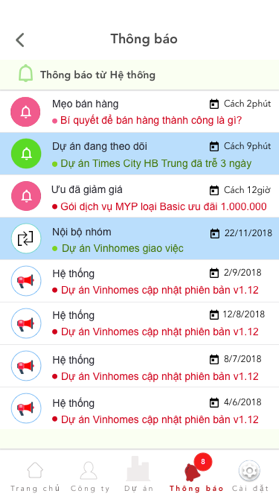 Thông báo
Thông báo từ Hệ thống
Mẹo bán hàng Cách 2phút
Bí quyết để bán hàng thành công là gì?
Dự án đang theo dõi Cách 9phút
Dự án Times City HB Trung đã trễ 3 ngày
Ưu đã giảm giá Cách 12giờ
Gói dịch vụ MYP loại Basic ưu đãi 1.000.000
Nội bộ nhóm 22/11/2018
Dự án Vinhomes giao việc
Hệ thống 2/9/2018
Dự án Vinhomes cập nhật phiên bản v1.12
Hệ thống 12/8/2018
Dự án Vinhomes cập nhật phiên bản v1.12
Hệ thống 8/7/2018
Dự án Vinhomes cập nhật phiên bản v1.12
Hệ thống 4/6/2018
Dự án Vinhomes cập nhật phiên bản v1.12
8
Trang chủ Công ty Dự án Thông báo Cài đặt